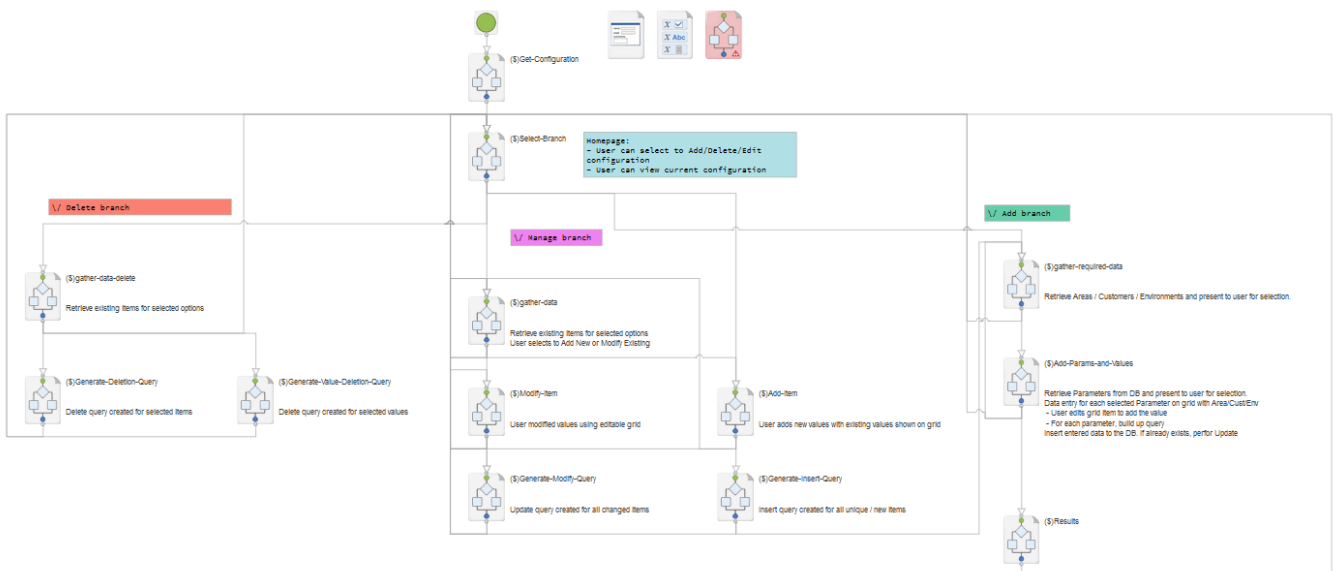 x
x Abc
x
($)Get-Configuration
($)Select-Branch
Homepage:
- User can select to Add/Delete/Edit
configuration
- User can view current configuration
\/ Delete branch
\/ Manage branch
\/ Add branch
($)gather-data-delete
Retrieve existing items for selected options
($)gather-data
Retrieve existing items for selected options
User selects to Add New or Modify Existing
($)gather-required-data
Retrieve Areas / Customers / Environments and present to user for selection.
($)Generate-Deletion-Query
Delete query created for selected items
($)Generate-Value-Deletion-Query
Delete query created for selected values
($)Modify-Item
User modified values using editable grid
($)Add-Item
User adds new values with existing values shown on grid
($)Add-Params-and-Values
Retrieve Parameters from DB and present to user for selection.
Data entry for each selected Parameter on grid with Area/Cust/Env
- User edits grid item to add the value
- For each parameter, build up query
Insert entered data to the DB. If already exists, perfor Update
($)Generate-Modify-Query
Update query created for all changed items
($)Generate-Insert-Query
Insert query created for all unique / new items
($)Results